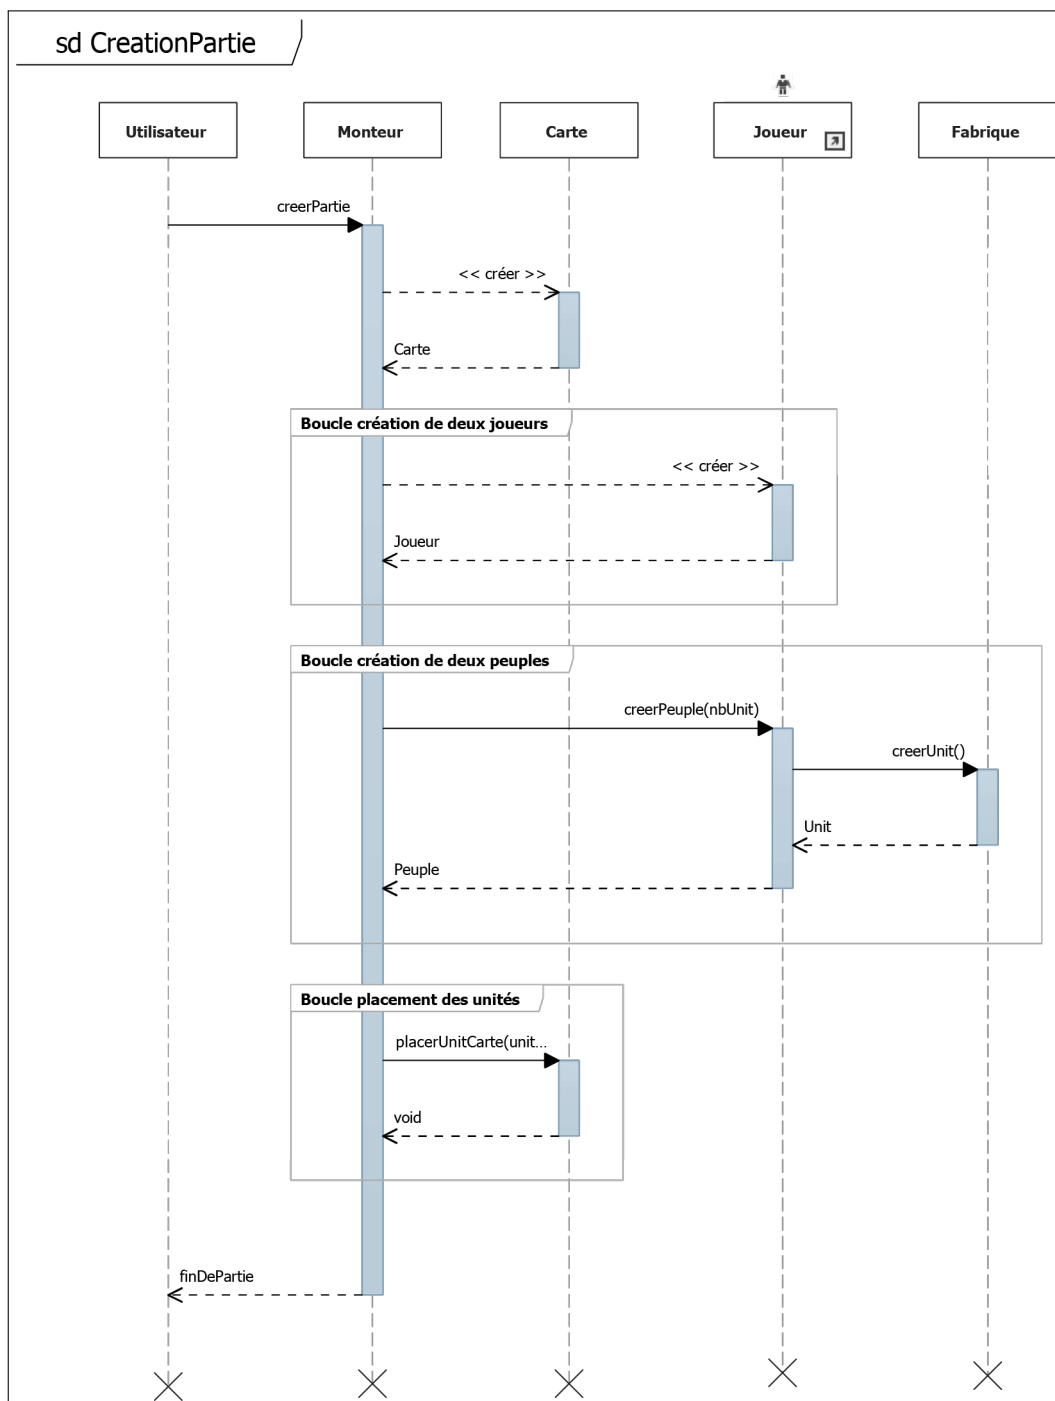 sd CreationPartie
Utilisateur
Monteur
Carte
Joueur
Fabrique
creerPartie
<< créer >>
Carte
Boucle création de deux joueurs
<< créer >>
Joueur
Boucle création de deux peuples
creerPeuple(nbUnit)
creerUnit()
Unit
Peuple
Boucle placement des unités
placerUnitCarte(unit...
void
finDePartie